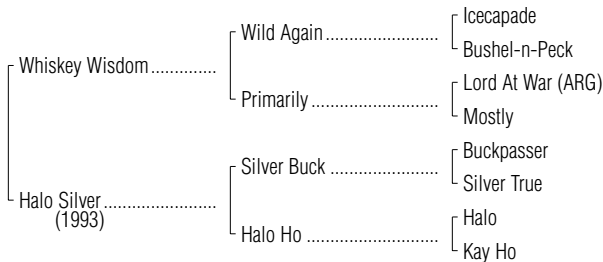 Icecapade
Wild Again
Bushel-n-Peck
Whiskey Wisdom
Lord At War (ARG)
Primarily
Mostly
Buckpasser
Silver Buck
Silver True
Halo Silver
(1993)
Halo
Halo Ho
Kay Ho